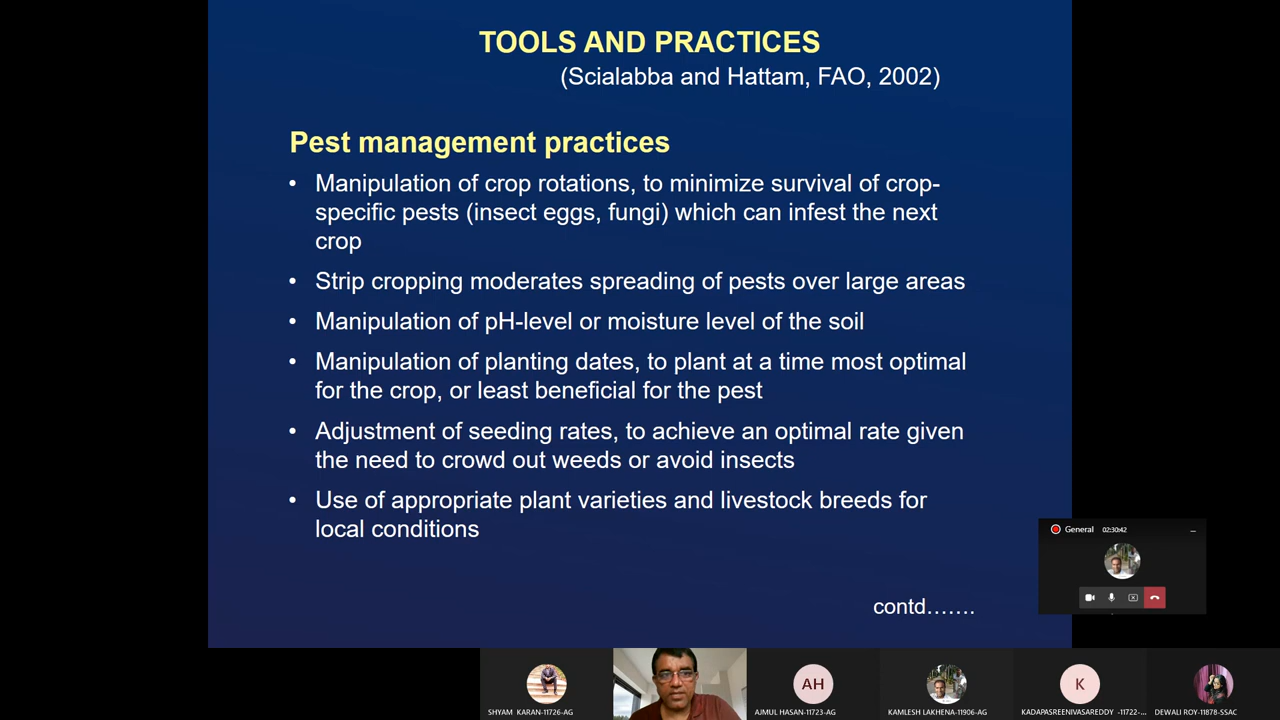 TOOLS AND PRACTICES
(Scialabba and Hattam, FAO, 2002)
Pest management practices
• Manipulation of crop rotations, to minimize survival of crop-
specific pests (insect eggs, fungi) which can infest the next
crop
• Strip cropping moderates spreading of pests over large areas
• Manipulation of pH-level or moisture level of the soil
• Manipulation of planting dates, to plant at a time most optimal
for the crop, or least beneficial for the pest
• Adjustment of seeding rates, to achieve an optimal rate given
the need to crowd out weeds or avoid insects
• Use of appropriate plant varieties and livestock breeds for
local conditions
contd.......
General 02:30:42
AH
K
SHYAM KARAN-11726-AG
AJMUL HASAN-11723-AG
KAMLESH LAKHENA-11906-AG
KADAPASREENIVASAREDDY -11722-...
DEWALI ROY-11878-SSAC